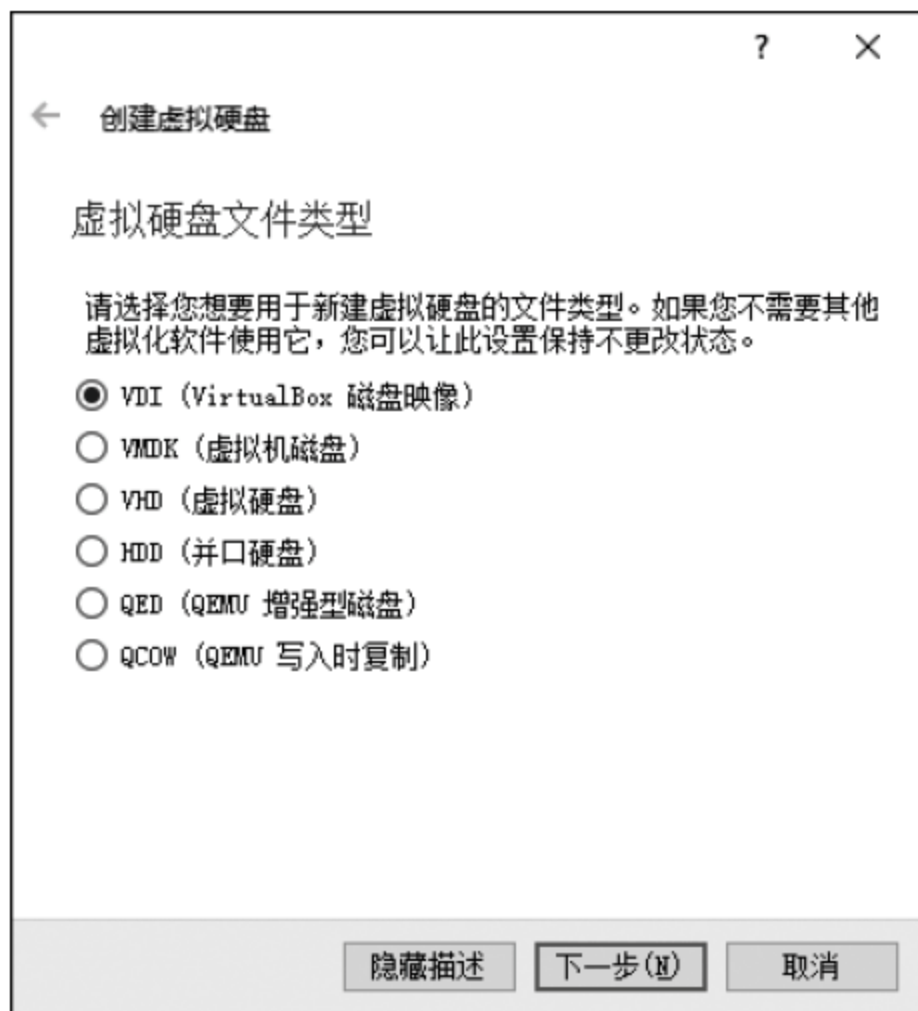 ?
创建虚拟硬盘
虚拟硬盘文件类型
请选择您想要用于新建虚拟硬盘的文件类型。如果您不需要其他
虚拟化软件使用它，您可以让此设置保持不更改状态。
VDI (VirtualBox 磁盘映像)
VMDK (虚拟机磁盘)
VHD (虚拟硬盘)
HDD (并口硬盘)
QED (QEMU 增强型磁盘)
QCOW (QEMU 写入时复制)
隐藏描述 下一步(N) 取消